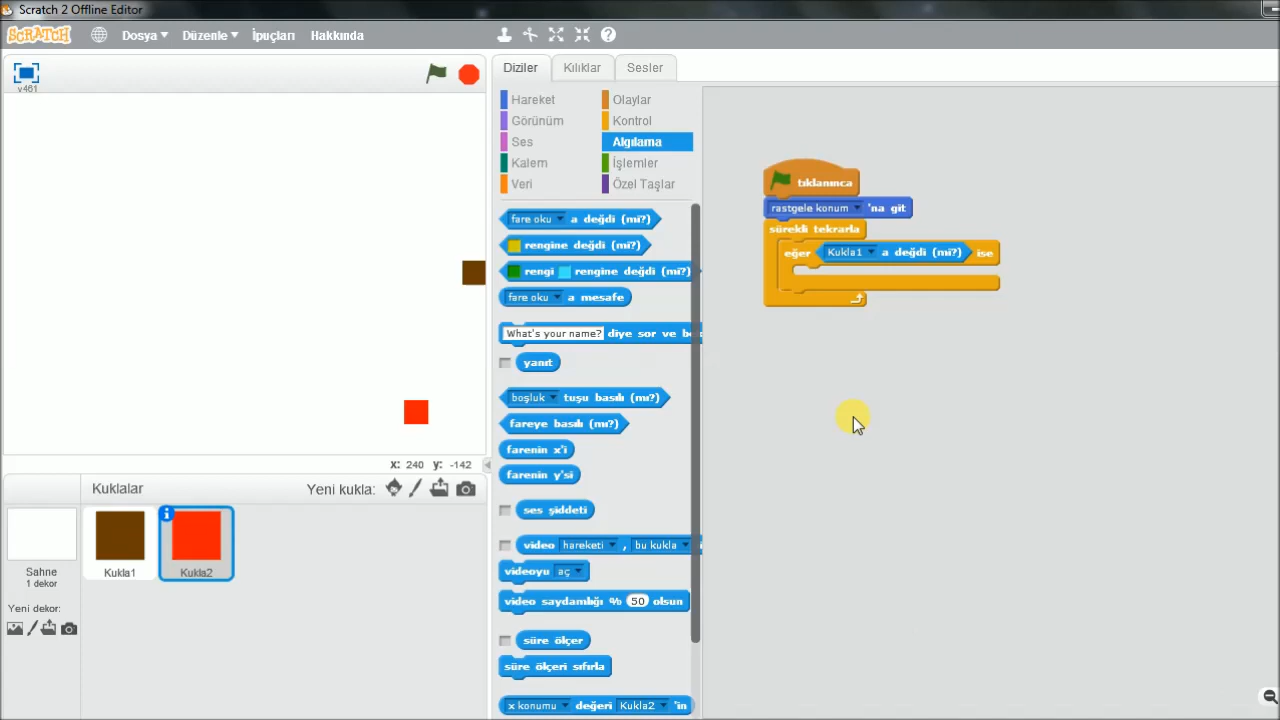 Scratch 2 Offline Editor
SCRATCH Dosya Düzenle İpuçları Hakkında
v461
Diziler Kılıklar Sesler
Hareket Olaylar
Görünüm Kontrol
Ses Algılama
Kalem İşlemler
Veri Özel Taşlar
fare oku a değdi (mi?)
rengine değdi (mi?)
rengi rengine değdi (mi?)
fare oku a mesafe
What's your name? diye sor ve be
yanıt
boşluk tuşu basılı (mı?)
fareye basılı (mı?)
farenin x'i
farenin y'si
ses şiddeti
video hareketi , bu kukla i
videoyu aç
video saydamlığı % 50 olsun
süre ölçer
süre ölçeri sıfırla
x konumu değeri Kukla2 'in
tıklanınca
rastgele konum 'na git
sürekli tekrarla
eğer Kukla1 a değdi (mi?) ise
x: 240 y: -142
Kuklalar Yeni kukla:
Sahne
1 dekor
Yeni dekor:
Kukla1
Kukla2